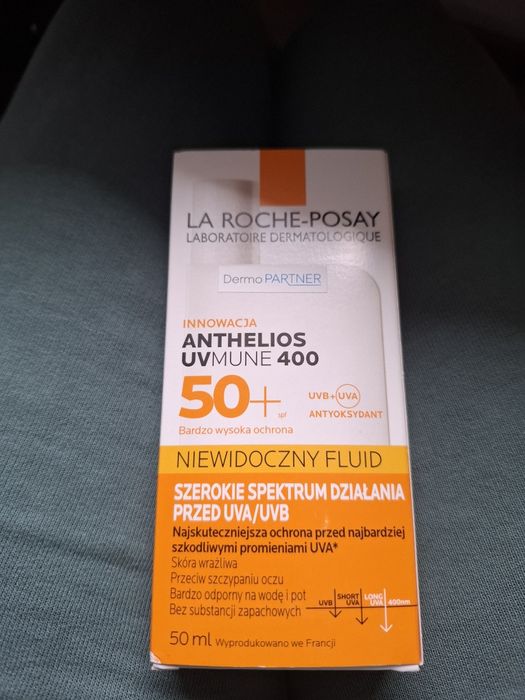 LA ROCHE-POSAY
LABORATOIRE DERMATOLOGIQUE
DermoPARTNER
INNOWACJA
ANTHELIOS
UVMUNE 400
50+ spf
Bardzo wysoka ochrona
UVB+UVA
ANTYOKSYDANT
NIEWIDOCZNY FLUID
SZEROKIE SPEKTRUM DZIAŁANIA
PRZED UVA/UVB
Najskuteczniejsza ochrona przed najbardziej
szkodliwymi promieniami UVA*
Skóra wrażliwa
Przeciw szczypaniu oczu
Bardzo odporny na wodę i pot
Bez substancji zapachowych
UVB SHORT UVA LONG UVA 400nm
50 ml Wyprodukowano we Francji